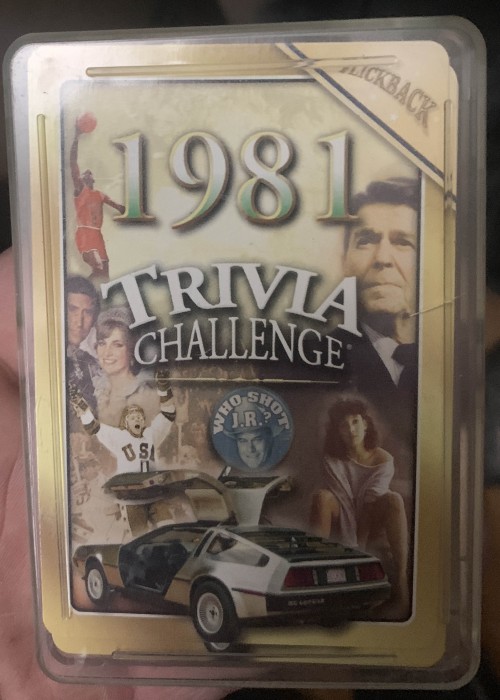 FLICKBACK
1981
TRIVIA
CHALLENGE®
WHO SHOT
J.R.?
USA